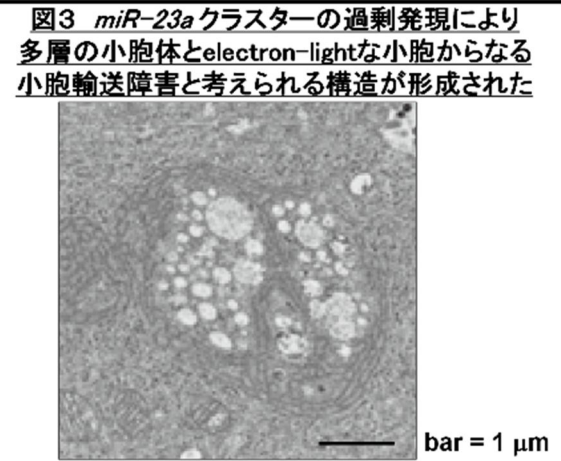 図３ miR-23aクラスターの過剰発現により
多層の小胞体とelectron-lightな小胞からなる
小胞輸送障害と考えられる構造が形成された
bar = 1 μm